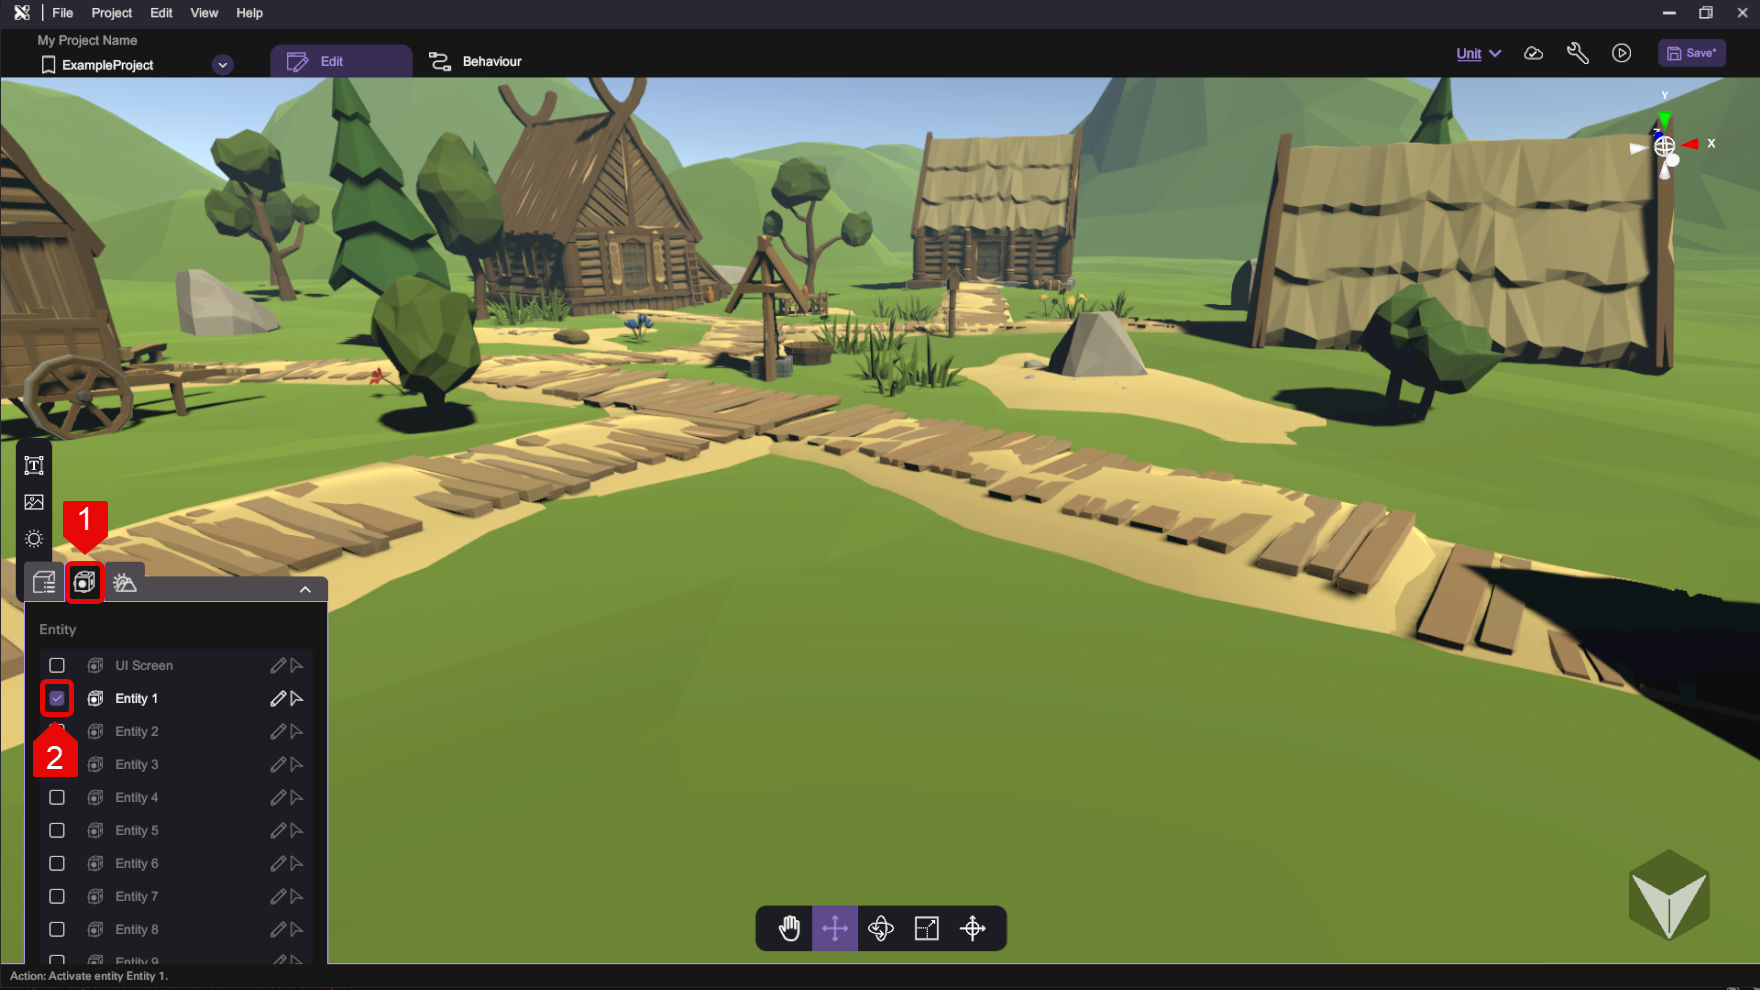 File Project Edit View Help
My Project Name
ExampleProject
Edit
Behaviour
Unit
Save*
Y
X
1
Entity
UI Screen
Entity 1
Entity 2
2
Entity 3
Entity 4
Entity 5
Entity 6
Entity 7
Entity 8
Entity 9
Action: Activate entity Entity 1.